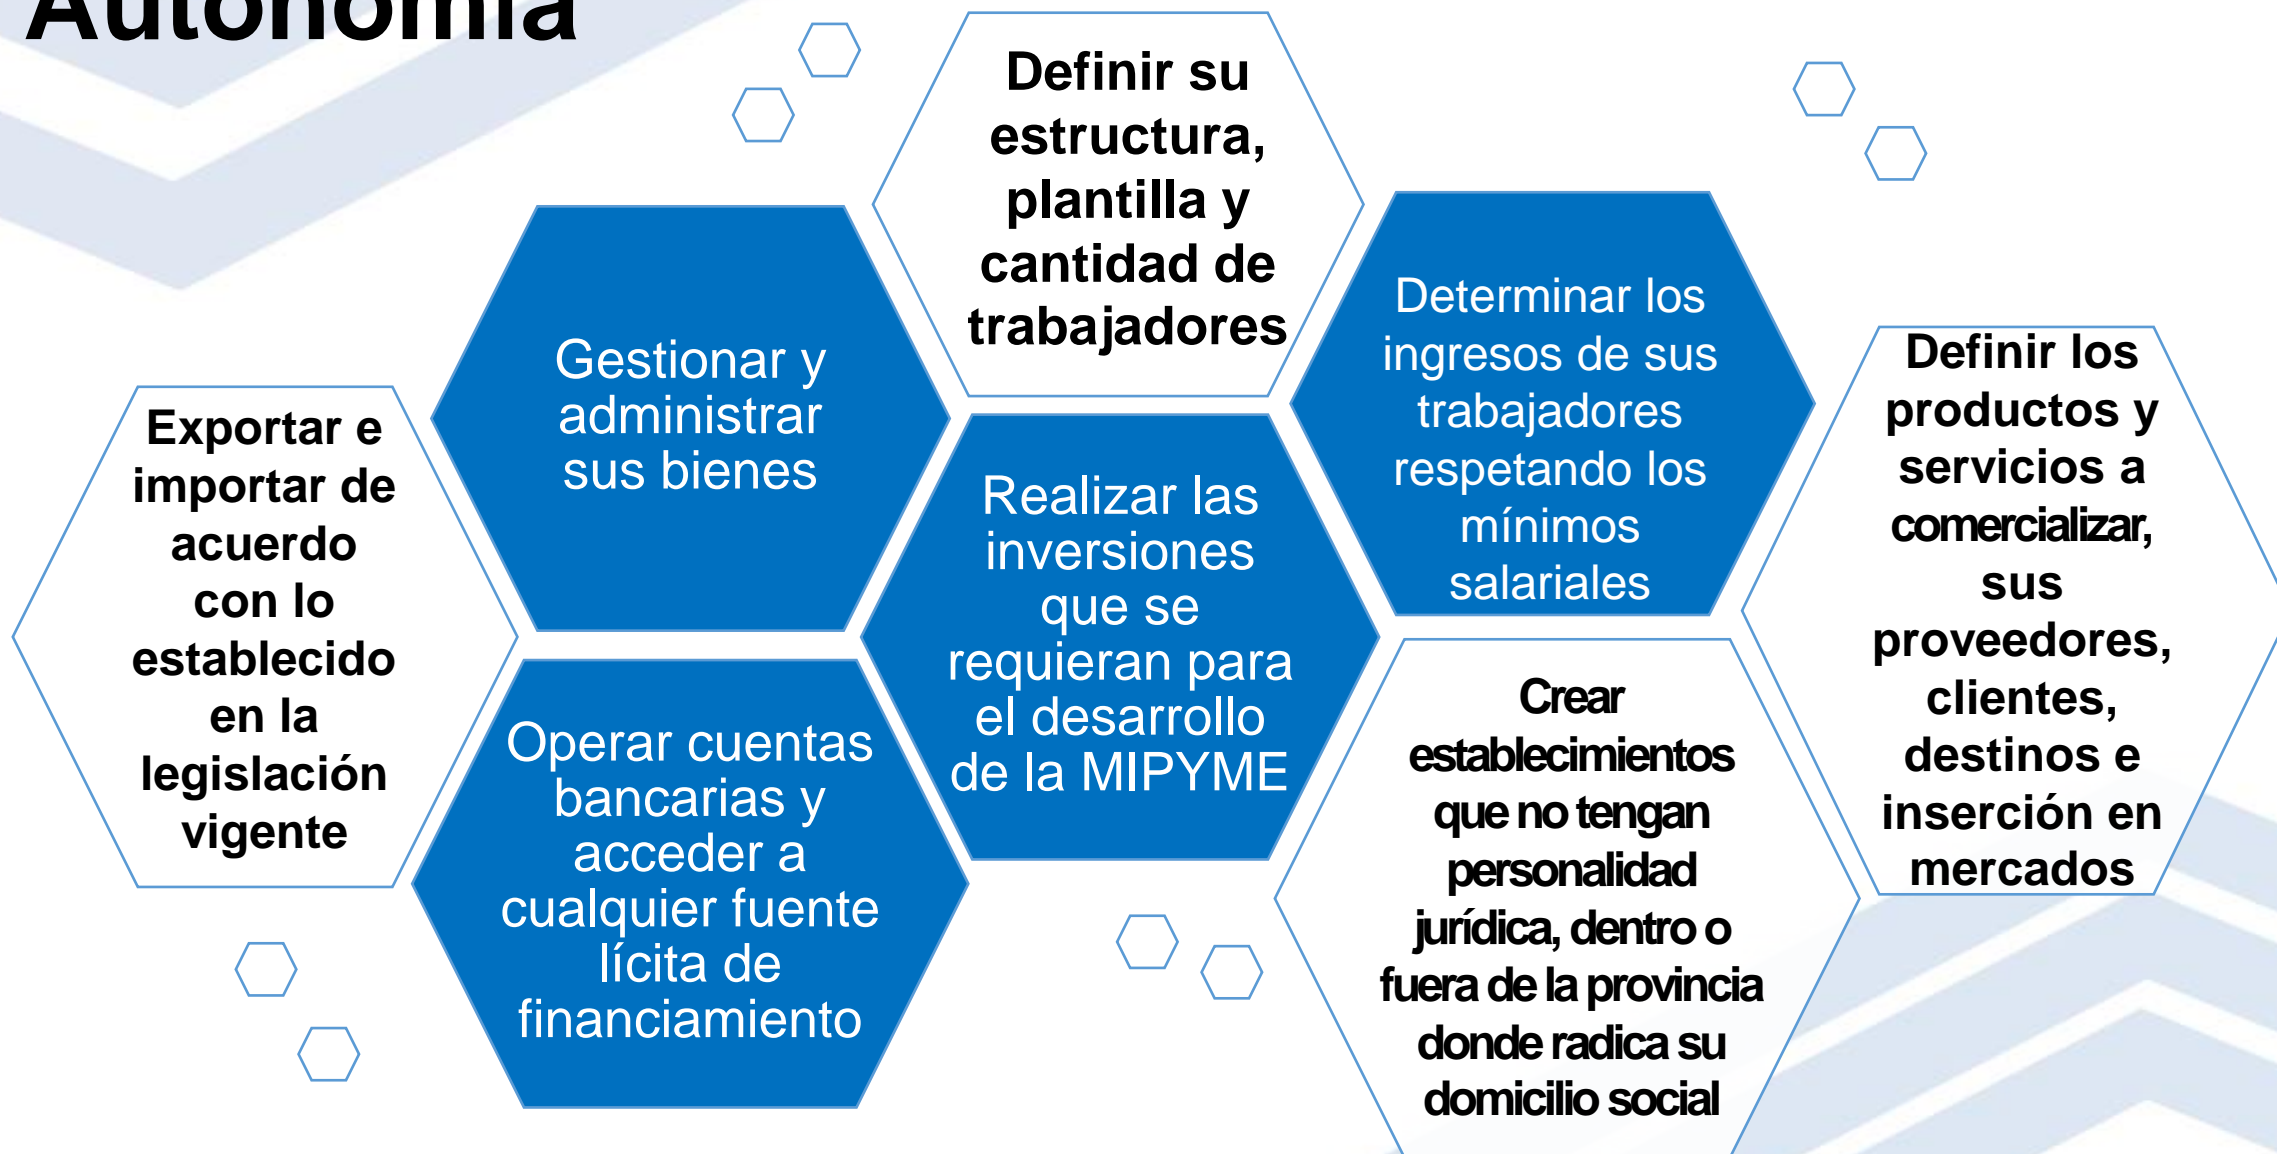 Autonomía
Definir su
estructura,
plantilla y
cantidad de
trabajadores
Gestionar y
administrar
sus bienes
Determinar los
ingresos de sus
trabajadores
respetando los
mínimos
salariales
Definir los
productos y
servicios a
comercializar,
sus
proveedores,
clientes,
destinos e
inserción en
mercados
Exportar e
importar de
acuerdo
con lo
establecido
en la
legislación
vigente
Realizar las
inversiones
que se
requieran para
el desarrollo
de la MIPYME
Operar cuentas
bancarias y
acceder a
cualquier fuente
lícita de
financiamiento
Crear
establecimientos
que no tengan
personalidad
jurídica, dentro o
fuera de la provincia
donde radica su
domicilio social